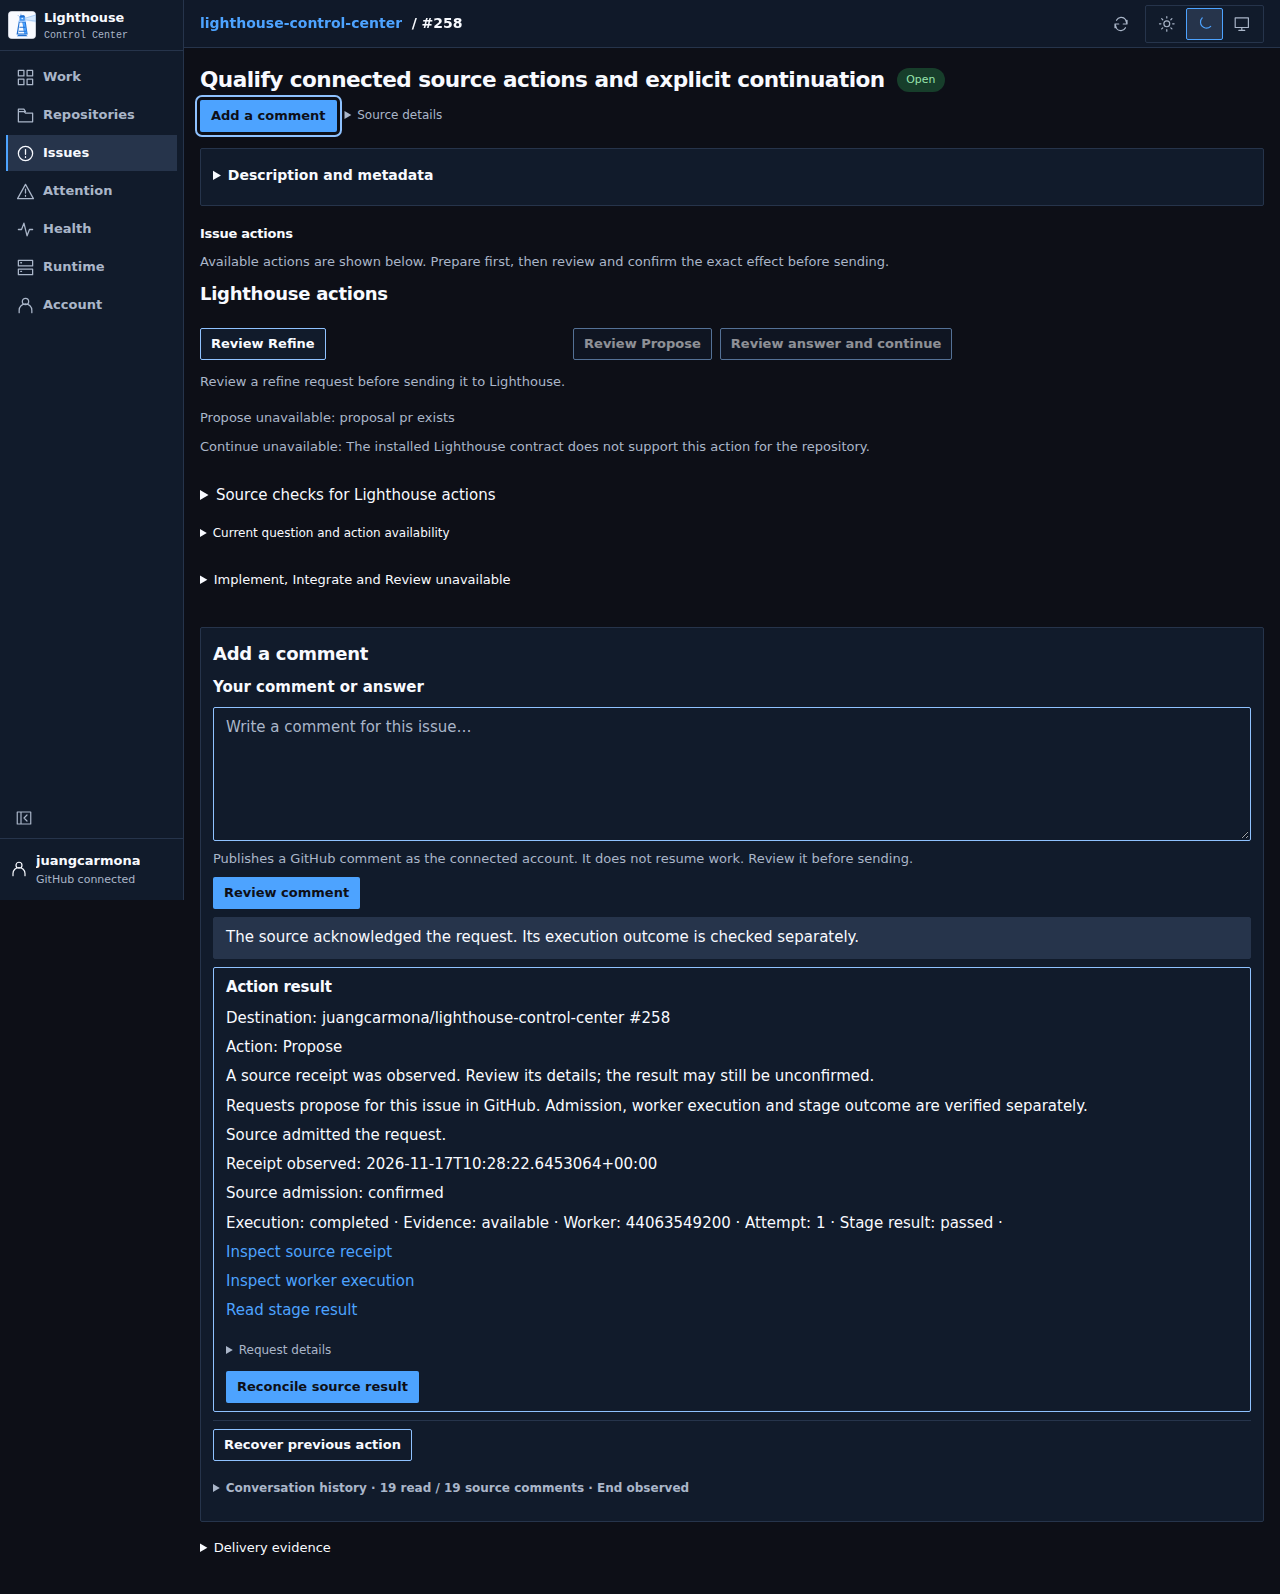 Lighthouse
Control Center
lighthouse-control-center / #258
Work
Repositories
Issues
Attention
Health
Runtime
Account
juangcarmona
GitHub connected
Qualify connected source actions and explicit continuation
Open
Add a comment
Source details
Description and metadata
Issue actions
Available actions are shown below. Prepare first, then review and confirm the exact effect before sending.
Lighthouse actions
Review Refine
Review Propose
Review answer and continue
Review a refine request before sending it to Lighthouse.
Propose unavailable: proposal pr exists
Continue unavailable: The installed Lighthouse contract does not support this action for the repository.
Source checks for Lighthouse actions
Current question and action availability
Implement, Integrate and Review unavailable
Add a comment
Your comment or answer
Write a comment for this issue...
Publishes a GitHub comment as the connected account. It does not resume work. Review it before sending.
Review comment
The source acknowledged the request. Its execution outcome is checked separately.
Action result
Destination: juangcarmona/lighthouse-control-center #258
Action: Propose
A source receipt was observed. Review its details; the result may still be unconfirmed.
Requests propose for this issue in GitHub. Admission, worker execution and stage outcome are verified separately.
Source admitted the request.
Receipt observed: 2026-11-17T10:28:22.6453064+00:00
Source admission: confirmed
Execution: completed · Evidence: available · Worker: 44063549200 · Attempt: 1 · Stage result: passed ·
Inspect source receipt
Inspect worker execution
Read stage result
Request details
Reconcile source result
Recover previous action
Conversation history · 19 read / 19 source comments · End observed
Delivery evidence